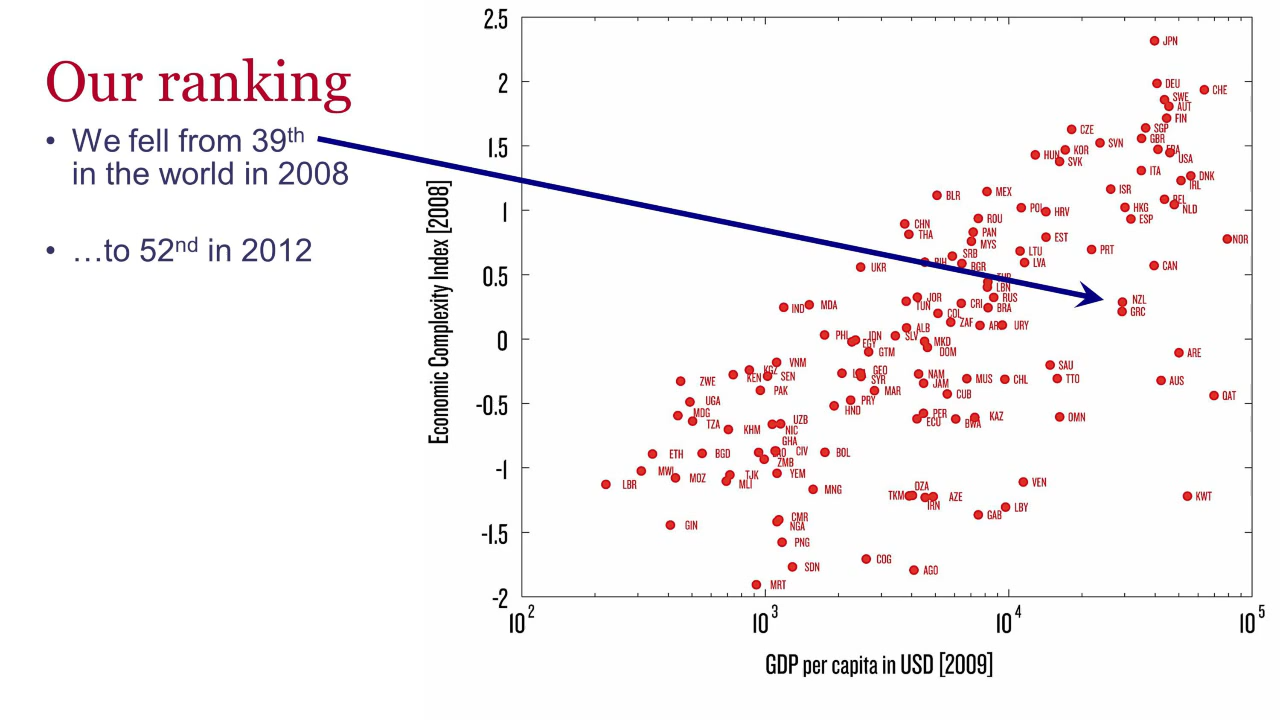 Our ranking
• We fell from 39th
in the world in 2008
• …to 52nd in 2012
Economic Complexity Index [2008]
2.5
2
1.5
1
0.5
0
-0.5
-1
-1.5
-2
10^2
10^3
10^4
10^5
GDP per capita in USD [2009]
JPN
DEU
CHE
SWE
AUT
FIN
SGP
GBR
CZE
SVN
KOR
HUN
SVK
USA
ITA
DNK
IRL
ISR
BLR
MEX
NLD
HKG
ESP
POL
HRV
ROU
CHN
THA
PAN
MYS
EST
NOR
LTU
PRT
LVA
SRB
BGR
UKR
CAN
LBN
RUS
BRA
NZL
GRC
JOR
TUN
CRI
COL
ZAF
URY
IND
MDA
ALB
SLV
PHL
IDN
EGY
GTM
MKD
DOM
ARE
SAU
TTO
AUS
QAT
VNM
KGZ
KEN
SEN
PAK
ZWE
GEO
SYR
MAR
NAM
JAM
CUB
MUS
CHL
UGA
MDG
TZA
PRY
HND
PER
ECU
BWA
KAZ
OMN
KHM
UZB
NIC
GHA
CIV
BOL
ZMB
YEM
ETH
BGD
MWI
MOZ
TJK
MLI
LBR
MNG
TKM
DZA
IRN
AZE
VEN
LBY
GAB
KWT
GIN
CMR
NGA
PNG
SDN
COG
AGO
MRT